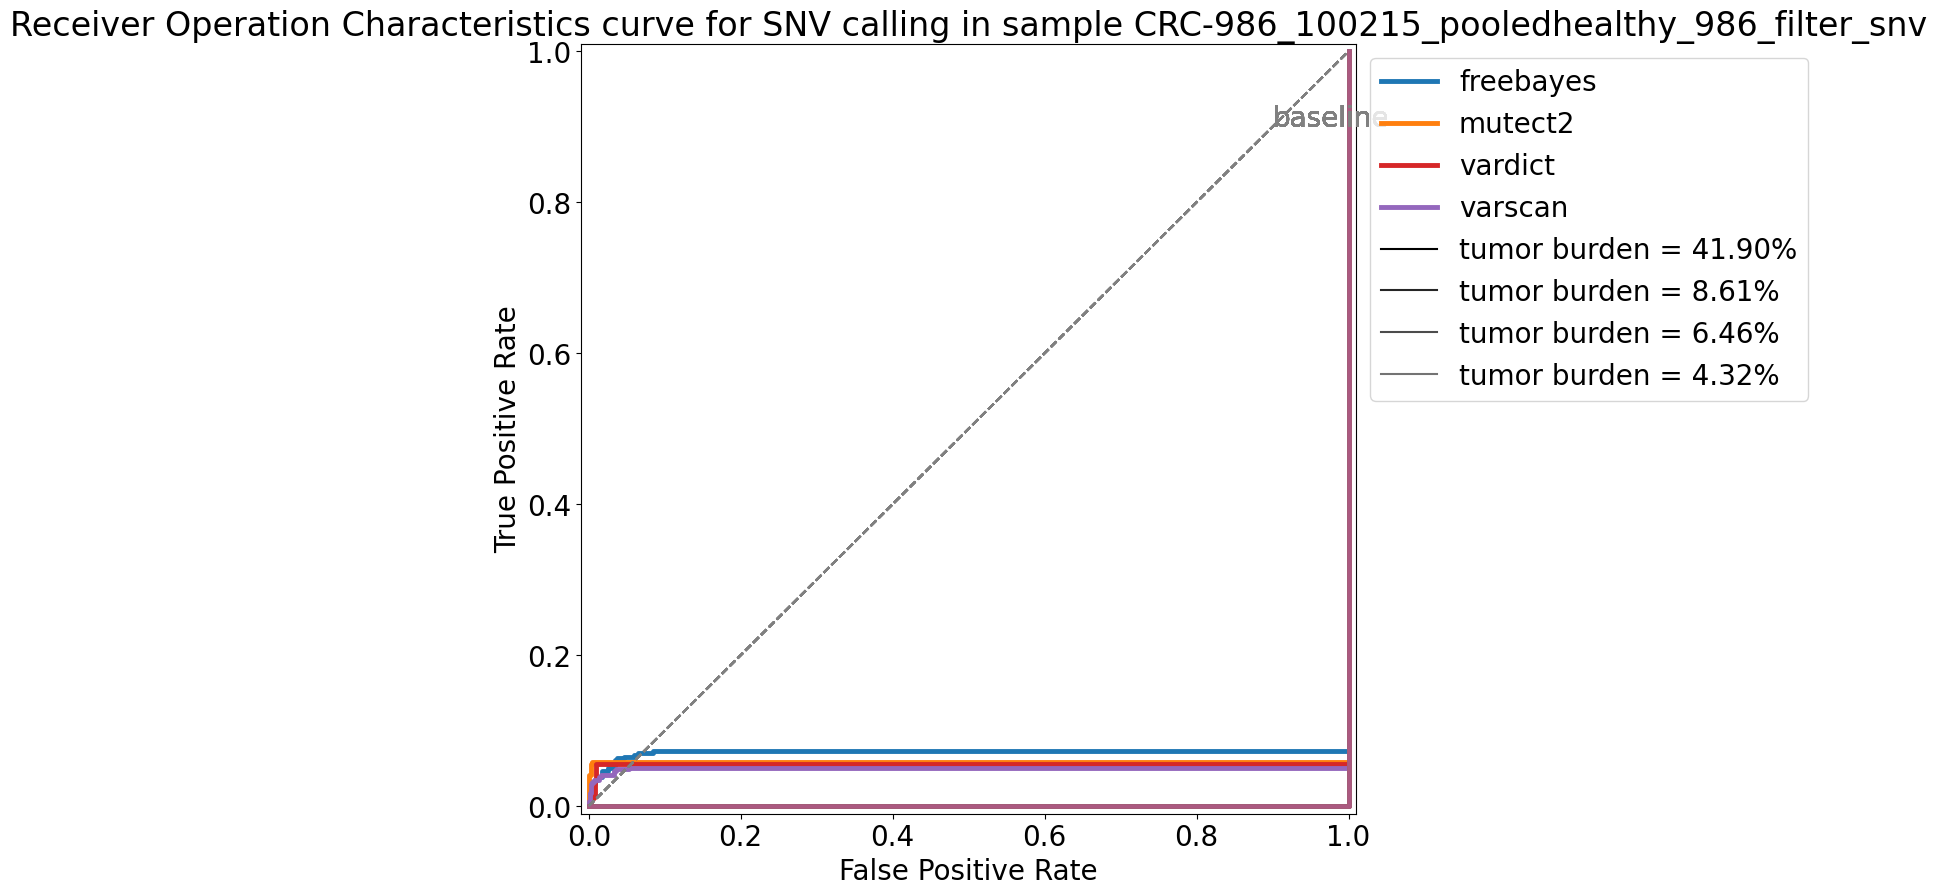 Receiver Operation Characteristics curve for SNV calling in sample CRC-986_100215_pooledhealthy_986_filter_snv
1.0
0.8
0.6
0.4
0.2
0.0
True Positive Rate
baseline
0.0 0.2 0.4 0.6 0.8 1.0
False Positive Rate
freebayes
mutect2
vardict
varscan
tumor burden = 41.90%
tumor burden = 8.61%
tumor burden = 6.46%
tumor burden = 4.32%